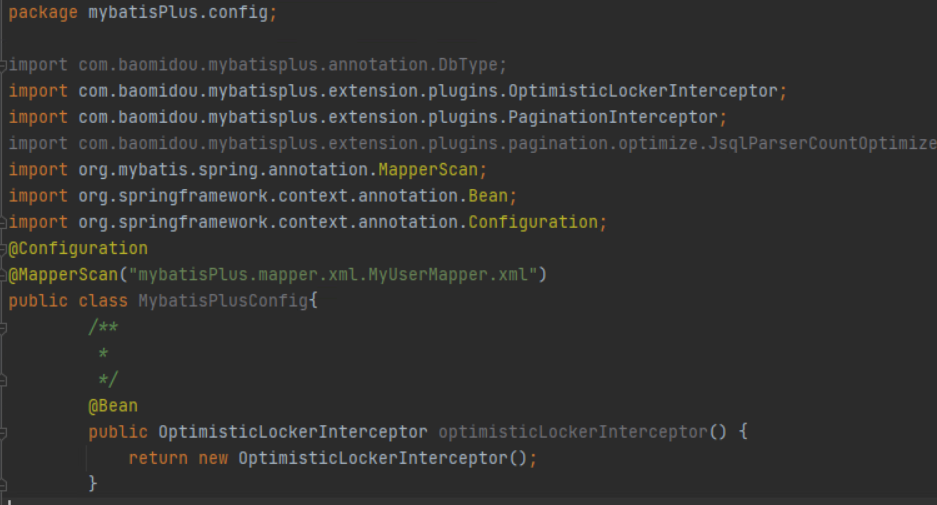 package mybatisPlus.config;
import com.baomidou.mybatisplus.annotation.DbType;
import com.baomidou.mybatisplus.extension.plugins.OptimisticLockerInterceptor;
import com.baomidou.mybatisplus.extension.plugins.PaginationInterceptor;
import com.baomidou.mybatisplus.extension.plugins.pagination.optimize.JsqlParserCountOptimize
import org.mybatis.spring.annotation.MapperScan;
import org.springframework.context.annotation.Bean;
import org.springframework.context.annotation.Configuration;
@Configuration
@MapperScan("mybatisPlus.mapper.xml.MyUserMapper.xml")
public class MybatisPlusConfig{
/**
*
*/
@Bean
public OptimisticLockerInterceptor optimisticLockerInterceptor() {
return new OptimisticLockerInterceptor();
}